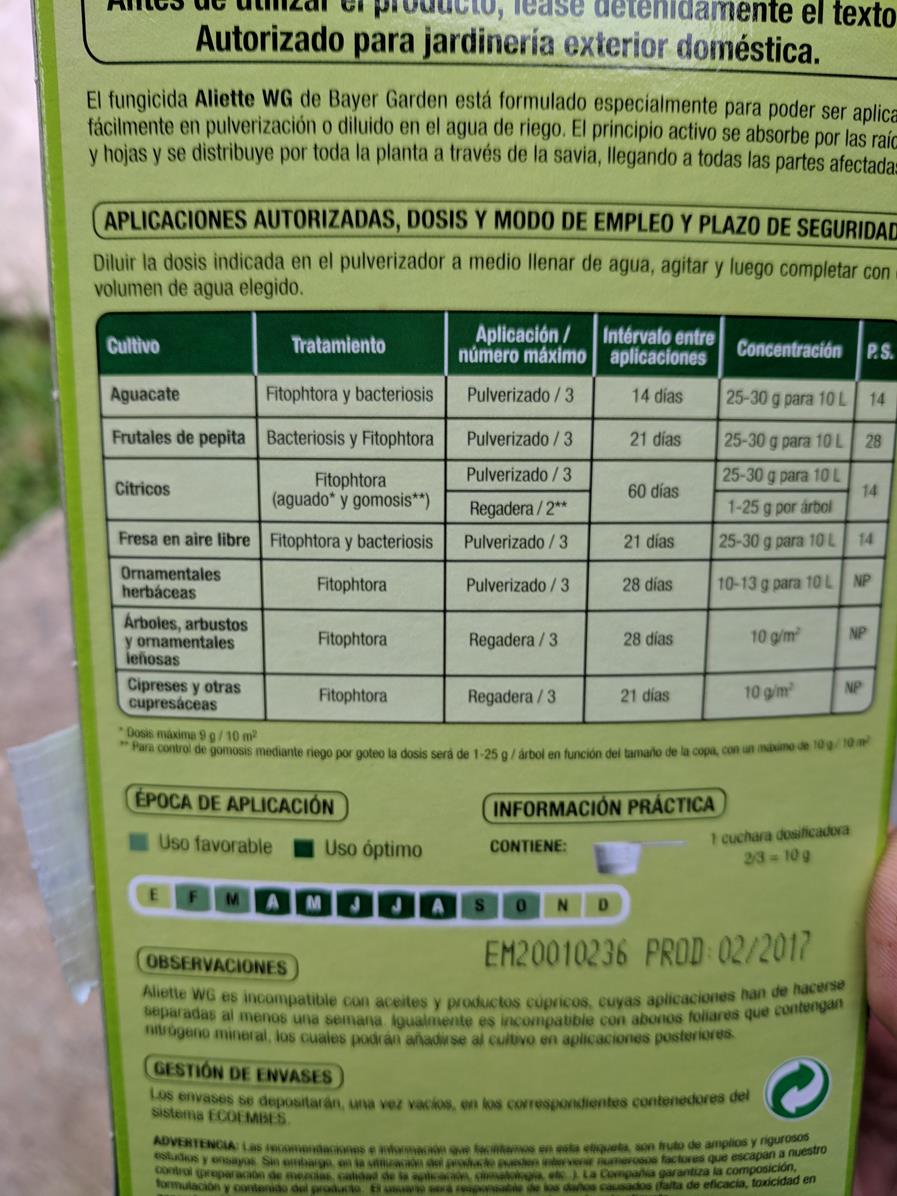 Antes de utilizar el producto, léase detenidamente el texto
Autorizado para jardinería exterior doméstica.
El fungicida Aliette WG de Bayer Garden está formulado especialmente para poder ser aplica
fácilmente en pulverización o diluido en el agua de riego. El principio activo se absorbe por las raíc
y hojas y se distribuye por toda la planta a través de la savia, llegando a todas las partes afectadas
APLICACIONES AUTORIZADAS, DOSIS Y MODO DE EMPLEO Y PLAZO DE SEGURIDAD
Diluir la dosis indicada en el pulverizador a medio llenar de agua, agitar y luego completar con
volumen de agua elegido.
Cultivo Tratamiento Aplicación / número máximo Intérvalo entre aplicaciones Concentración P.S.
Aguacate Fitophtora y bacteriosis Pulverizado / 3 14 días 25-30 g para 10 L 14
Frutales de pepita Bacteriosis y Fitophtora Pulverizado / 3 21 días 25-30 g para 10 L 28
Cítricos Fitophtora (aguado* y gomosis**) Pulverizado / 3 60 días 25-30 g para 10 L 14
Regadera / 2** 1-25 g por árbol
Fresa en aire libre Fitophtora y bacteriosis Pulverizado / 3 21 días 25-30 g para 10 L 14
Ornamentales herbáceas Fitophtora Pulverizado / 3 28 días 10-13 g para 10 L NP
Árboles, arbustos y ornamentales leñosas Fitophtora Regadera / 3 28 días 10 g/m² NP
Cipreses y otras cupresáceas Fitophtora Regadera / 3 21 días 10 g/m² NP
* Dosis máxima 9 g / 10 m²
** Para control de gomosis mediante riego por goteo la dosis será de 1-25 g / árbol en función del tamaño de la copa, con un máximo de 10 g / 10 m²
ÉPOCA DE APLICACIÓN
Uso favorable Uso óptimo
E F M A M J J A S O N D
INFORMACIÓN PRÁCTICA
CONTIENE:
1 cuchara dosificadora
2/3 = 10 g
EM20010236 PROD: 02/2017
OBSERVACIONES
Aliette WG es incompatible con aceites y productos cúpricos, cuyas aplicaciones han de hacerse
separadas al menos una semana. Igualmente es incompatible con abonos foliares que contengan
nitrógeno mineral, los cuales podrán añadirse al cultivo en aplicaciones posteriores.
GESTIÓN DE ENVASES
Los envases se depositarán, una vez vacíos, en los correspondientes contenedores del
sistema ECOEMBES.
ADVERTENCIA: Las recomendaciones e información que facilitamos en esta etiqueta, son fruto de amplios y rigurosos
estudios y ensayos. Sin embargo, en la utilización del producto pueden intervenir numerosos factores que escapan a nuestro
control (preparación de mezclas, calidad de la aplicación, climatología, etc.). La Compañía garantiza la composición,
formulación y contenido del producto. El usuario será responsable de los daños causados (falta de eficacia, toxicidad en